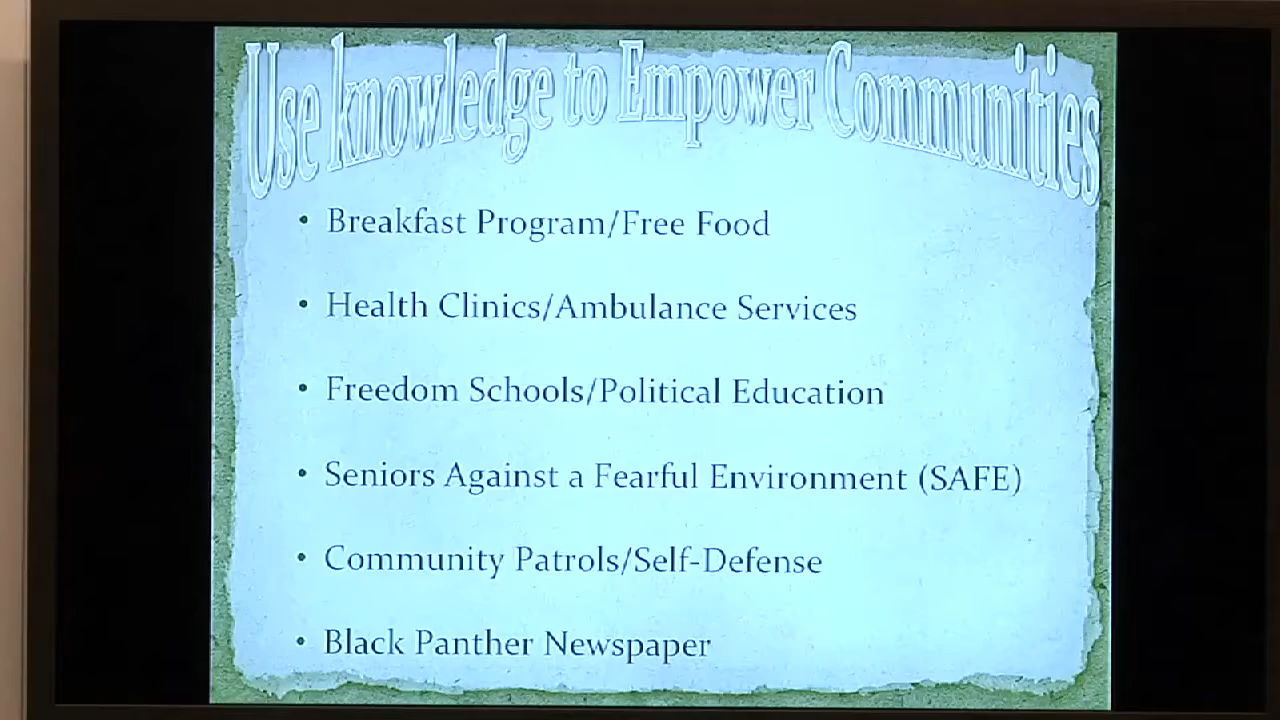 Use knowledge to Empower Communities
• Breakfast Program/Free Food
• Health Clinics/Ambulance Services
• Freedom Schools/Political Education
• Seniors Against a Fearful Environment (SAFE)
• Community Patrols/Self-Defense
• Black Panther Newspaper